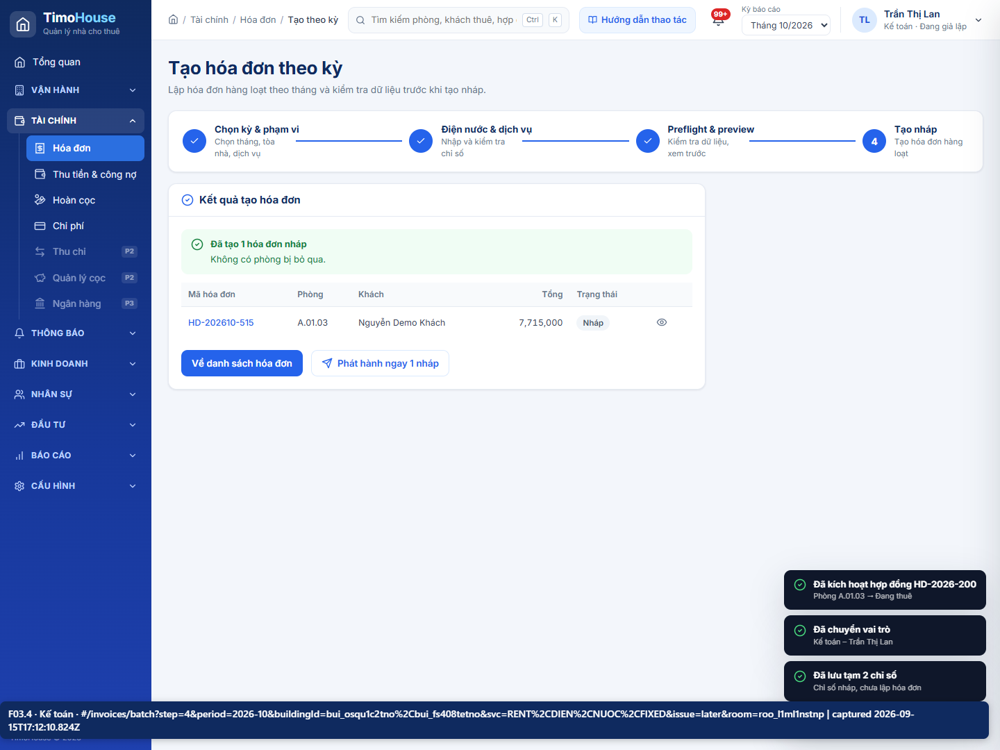 TimoHouse
Quản lý nhà cho thuê
Tổng quan
VẬN HÀNH
TÀI CHÍNH
Hóa đơn
Thu tiền & công nợ
Hoàn cọc
Chi phí
Thu chi P2
Quản lý cọc P2
Ngân hàng P3
THÔNG BÁO
KINH DOANH
NHÂN SỰ
ĐẦU TƯ
BÁO CÁO
CẤU HÌNH
/ Tài chính / Hóa đơn / Tạo theo kỳ
Tìm kiếm phòng, khách thuê, hợp Ctrl K
Hướng dẫn thao tác
99+
Kỳ báo cáo
Tháng 10/2026
TL
Trần Thị Lan
Kế toán · Đang giả lập
Tạo hóa đơn theo kỳ
Lập hóa đơn hàng loạt theo tháng và kiểm tra dữ liệu trước khi tạo nháp.
Chọn kỳ & phạm vi
Chọn tháng, tòa
nhà, dịch vụ
Điện nước & dịch vụ
Nhập và kiểm tra
chỉ số
Preflight & preview
Kiểm tra dữ liệu,
xem trước
4
Tạo nháp
Tạo hóa đơn hàng
loạt
Kết quả tạo hóa đơn
Đã tạo 1 hóa đơn nháp
Không có phòng bị bỏ qua.
Mã hóa đơn Phòng Khách Tổng Trạng thái
HD-202610-515 A.01.03 Nguyễn Demo Khách 7,715,000 Nháp
Về danh sách hóa đơn
Phát hành ngay 1 nháp
Đã kích hoạt hợp đồng HD-2026-200
Phòng A.01.03 → Đang thuê
Đã chuyển vai trò
Kế toán – Trần Thị Lan
Đã lưu tạm 2 chỉ số
Chỉ số nháp, chưa lập hóa đơn
F03.4 · Kế toán · #/invoices/batch?step=4&period=2026-10&buildingId=bui_osqu1c2tno%2Cbui_fs408tetno&svc=RENT%2CDIEN%2CNUOC%2CFIXED&issue=later&room=roo_l1ml1nstnp | captured 2026-09-
15T17:12:10.824Z